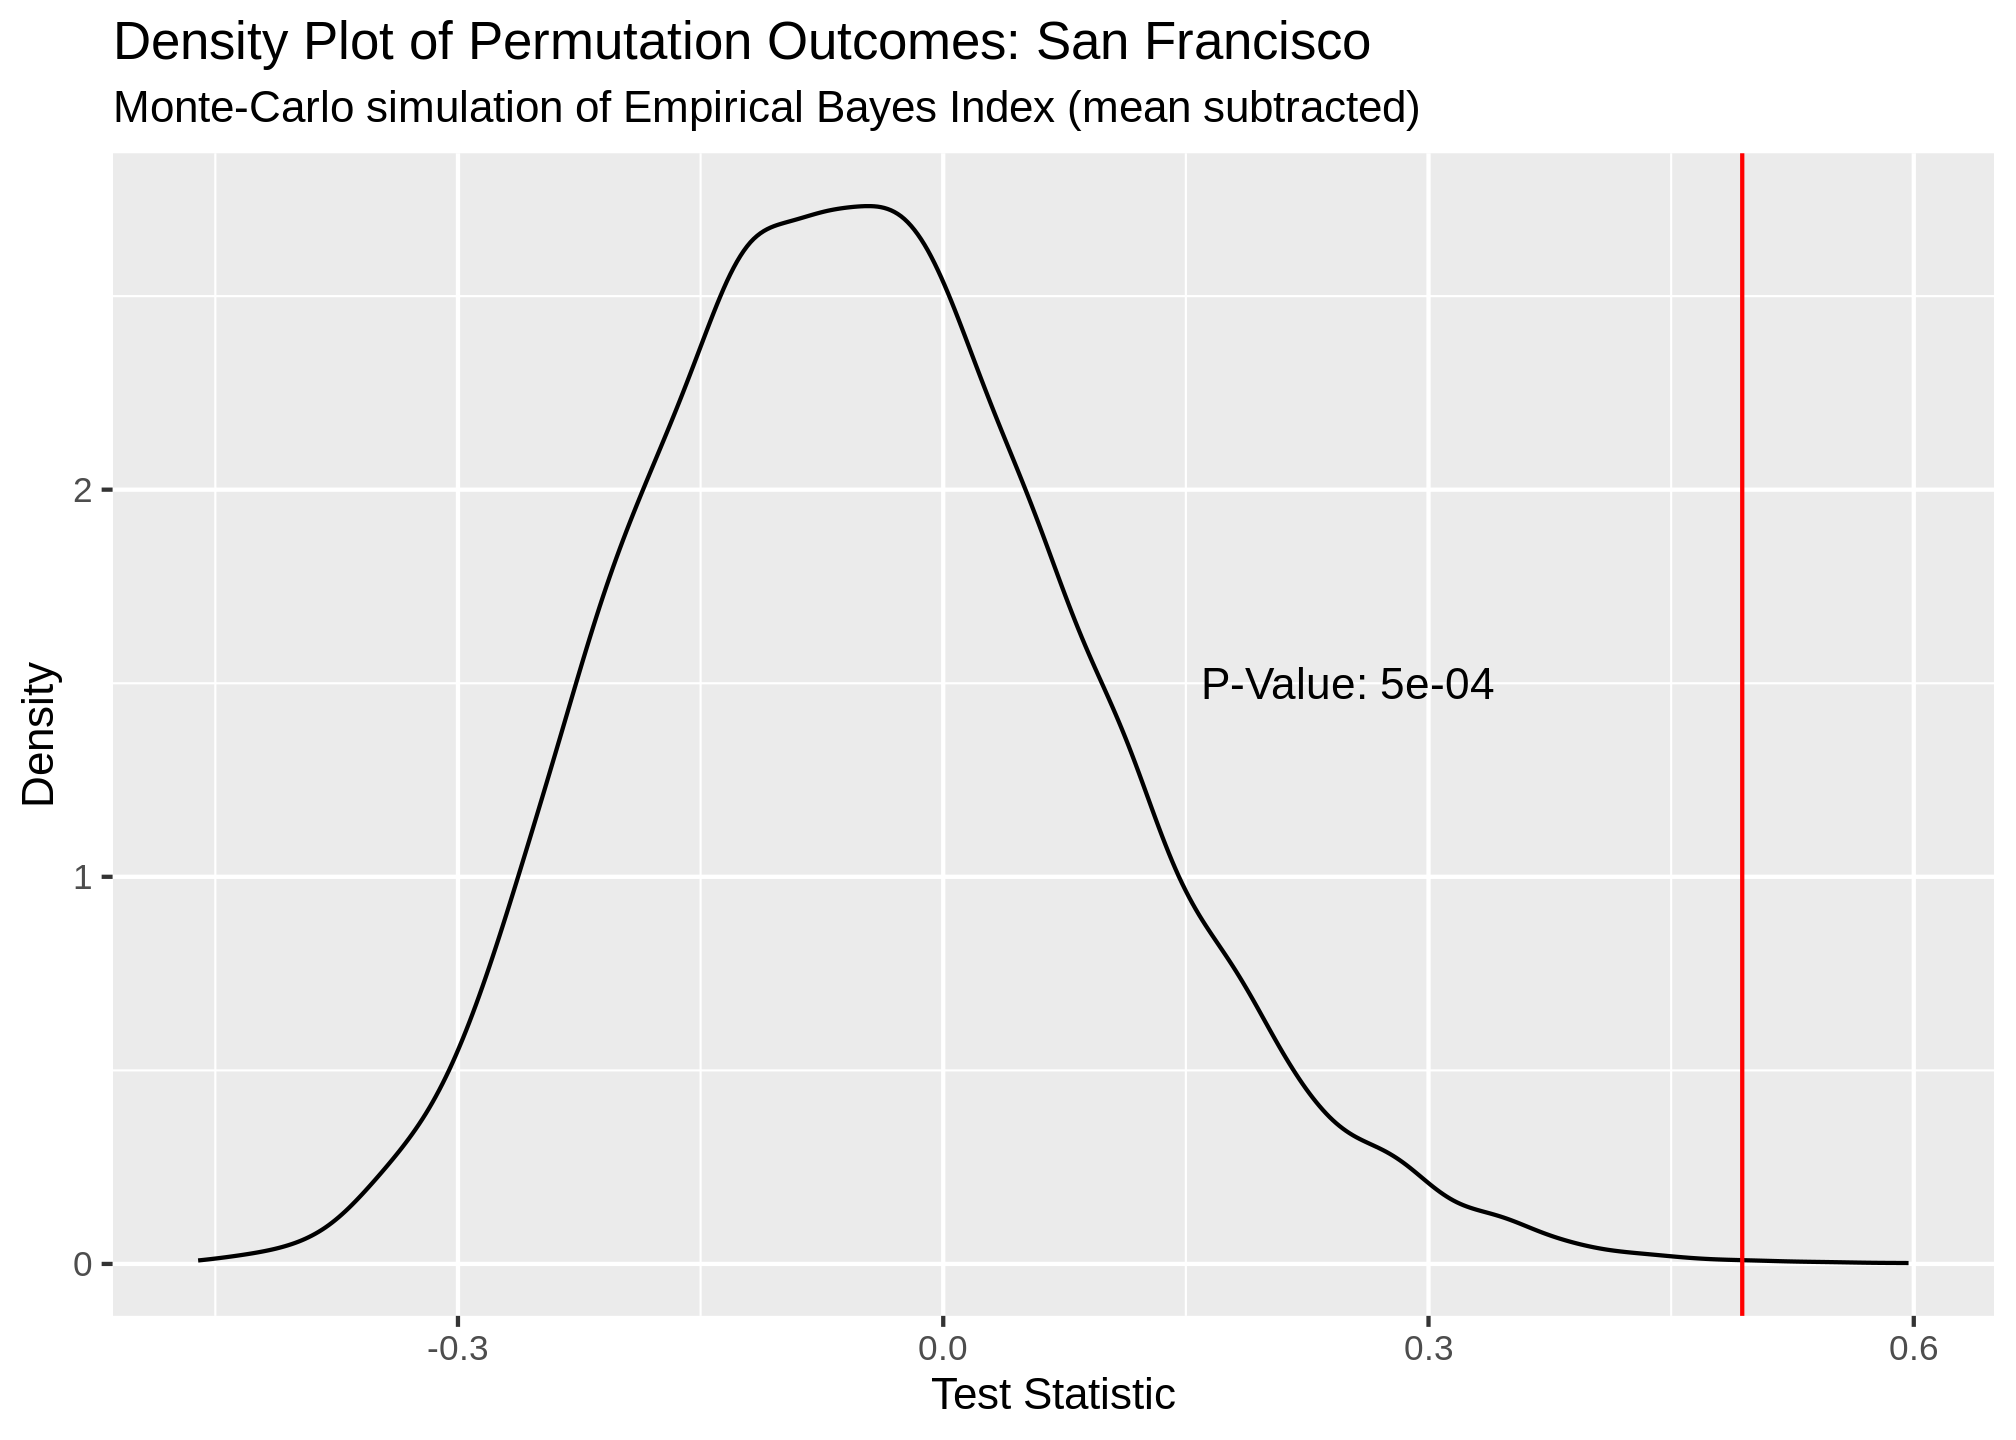 Density Plot of Permutation Outcomes: San Francisco
Monte-Carlo simulation of Empirical Bayes Index (mean subtracted)
Density
2
1
0
P-Value: 5e-04
-0.3
0.0
0.3
0.6
Test Statistic